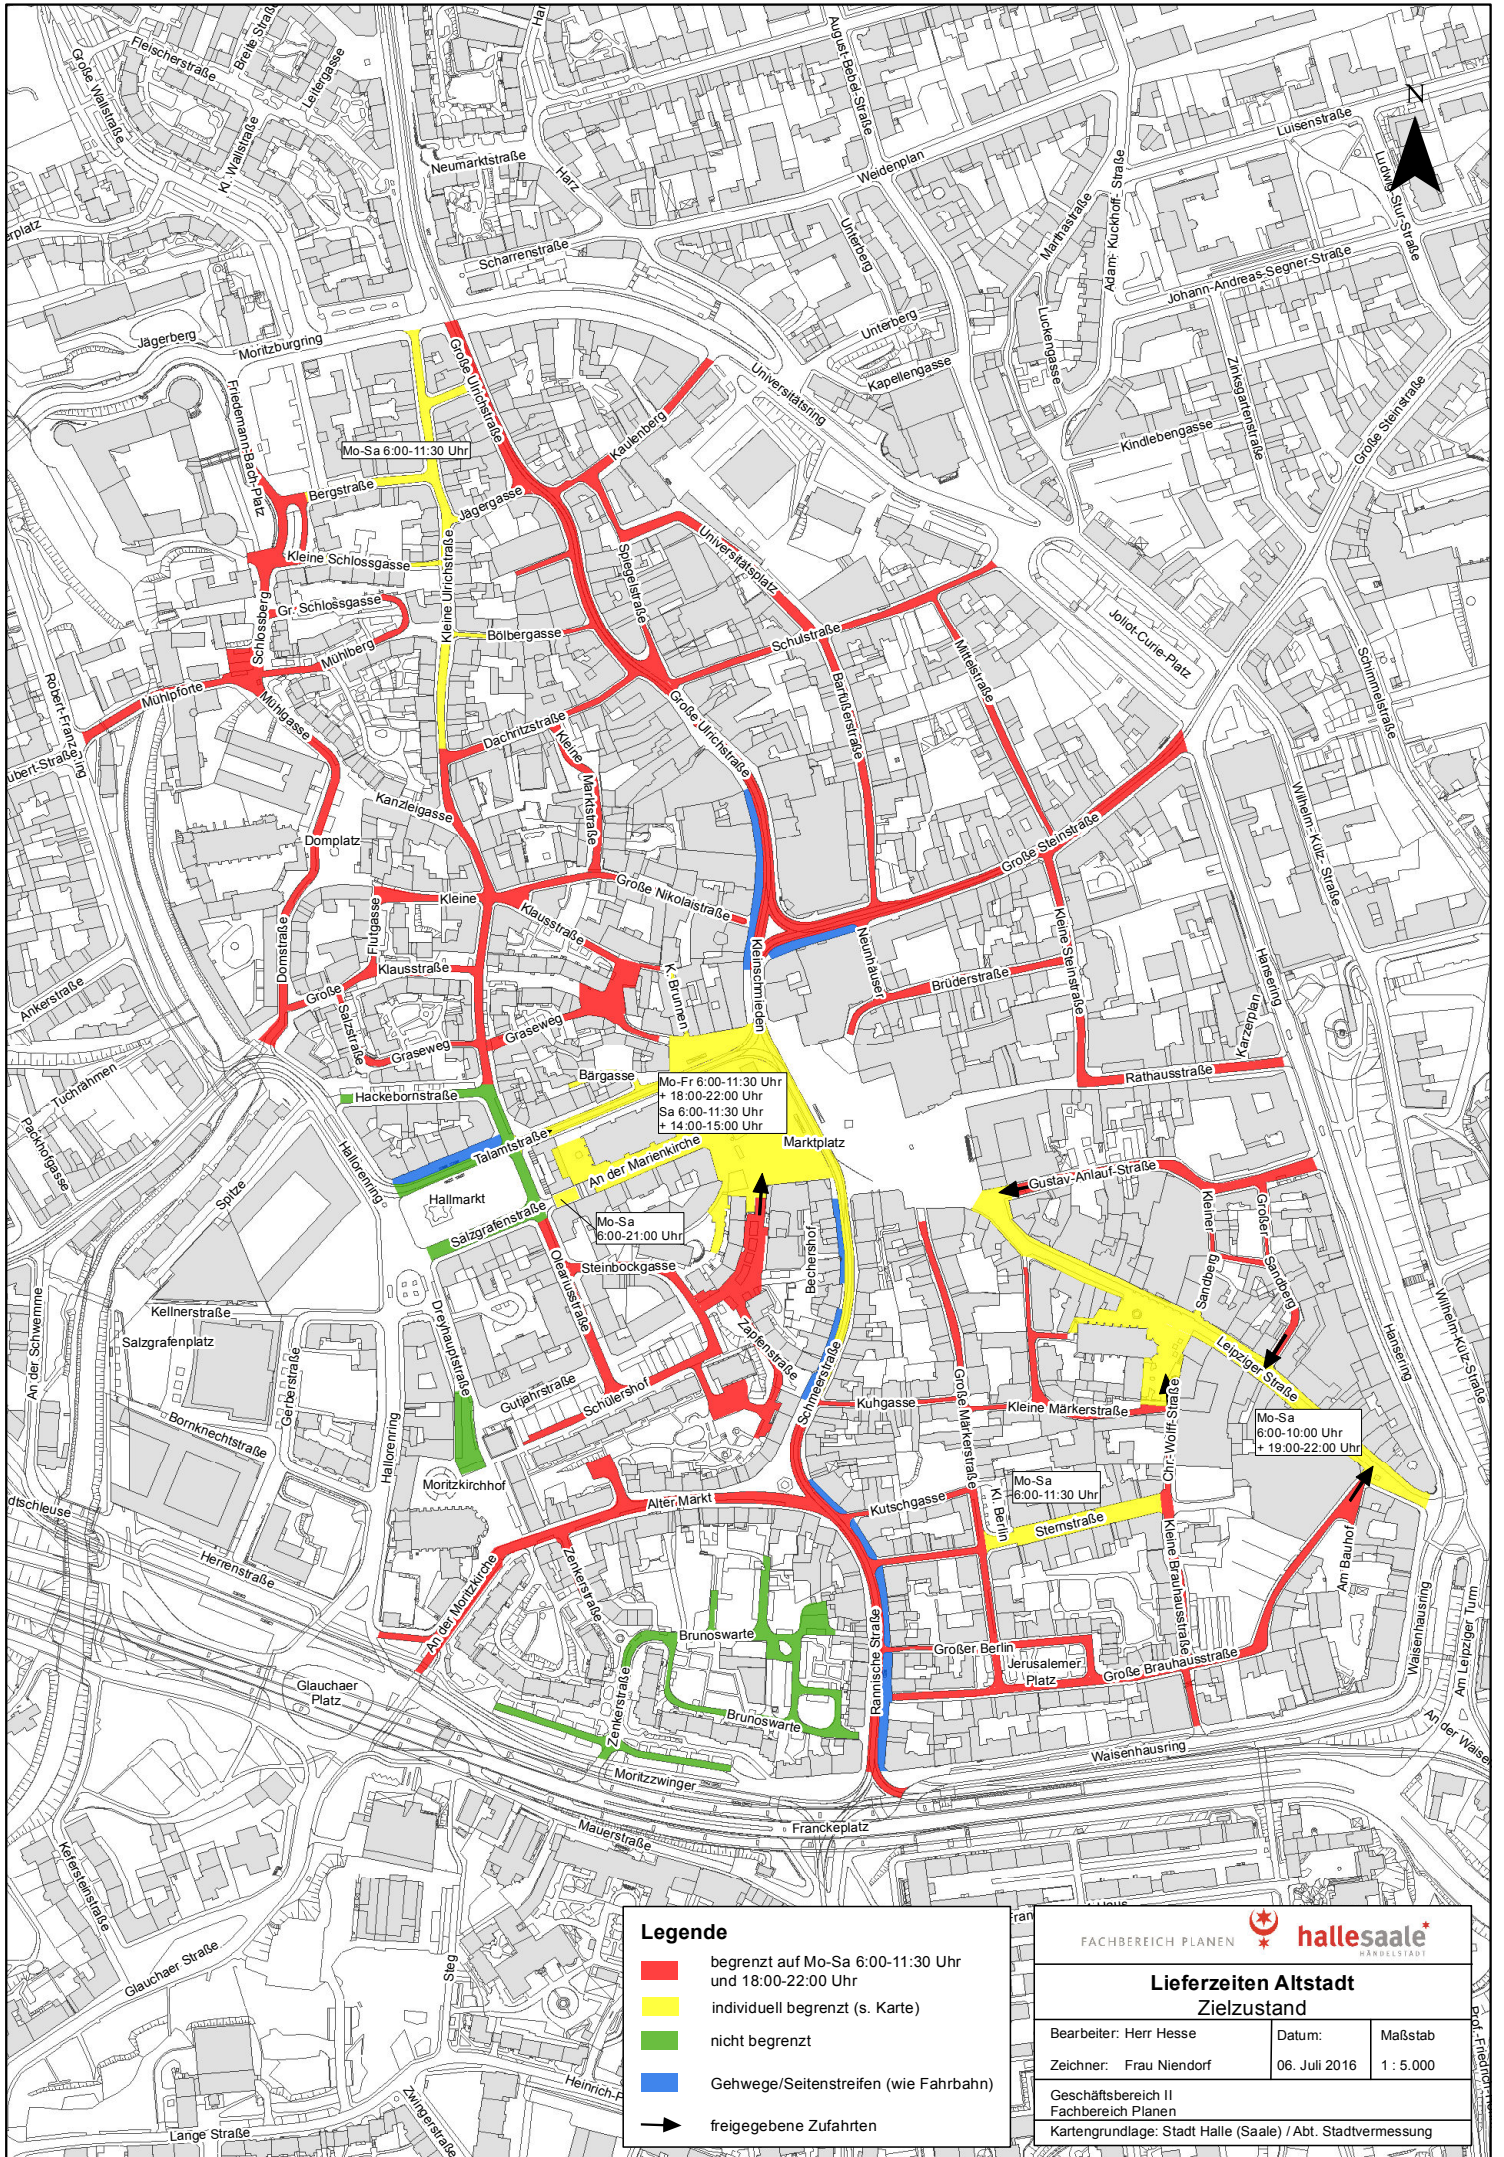 Fleischerstraße
Breite Straße
Große Wallstraße
Leitergasse
Kl. Wallstraße
Neumarktstraße
Harz
August-Bebel-Straße
Weidenplan
Luisenstraße
N
Ludwig-Stur-Straße
Scharrenstraße
Unterberg
Marthastraße
Adam-Kuckhoff-Straße
Johann-Andreas-Segner-Straße
Jägerberg
Moritzburgring
Unterberg
Luckengasse
Kapellengasse
Zinksgartenstraße
Große Steinstraße
Universitätsring
Große Ulrichstraße
Friedemann-Bach-Platz
Kaulenberg
Kindlebengasse
Mo-Sa 6:00-11:30 Uhr
Bergstraße
Jägergasse
Kleine Schlossgasse
Kleine Ulrichstraße
Spiegelstraße
Universitätsplatz
Gr. Schlossgasse
Schlossberg
Mühlberg
Bölbergasse
Schulstraße
Mittelstraße
Joliot-Curie-Platz
Schimmelstraße
Mühlpforte
Mühlgasse
Robert-Franz-Ring
Barfüßerstraße
Dachritzstraße
Große Ulrichstraße
Kleine
Marktstraße
Kanzleigasse
Domplatz
Große Steinstraße
Wilhelm-Külz-Straße
Kleine
Klausstraße
Große Nikolaistraße
Flutgasse
Domstraße
Klausstraße
Große
Salzstraße
Kleinschmieden
Neunhäuser
Brüderstraße
Kleine Steinstraße
Hansering
K. Brunnen
Ankerstraße
Graseweg
Graseweg
Karzerplan
Rathausstraße
Tuchrähmen
Packhofgasse
Bärgasse
Hackebornstraße
Mo-Fr 6:00-11:30 Uhr
+ 18:00-22:00 Uhr
Sa 6:00-11:30 Uhr
+ 14:00-15:00 Uhr
Marktplatz
Talamtstraße
An der Marienkirche
Hallorenring
Spitze
Hallmarkt
Salzgrafenstraße
Gustav-Anlauf-Straße
Kleiner
Sandberg
Großer
Sandberg
Mo-Sa
6:00-21:00 Uhr
Steinbockgasse
Oleariusstraße
Bechershof
Zapfenstraße
Schmeerstraße
An der Schwemme
Kellnerstraße
Salzgrafenplatz
Dreyhauptstraße
Gerberstraße
Leipziger Straße
Hansering
Wilhelm-Külz-Straße
Gutjahrstraße
Schülershof
Kuhgasse
Große Märkerstraße
Kleine Märkerstraße
Chr.-Wolff-Straße
Mo-Sa
6:00-10:00 Uhr
+ 19:00-22:00 Uhr
Bornknechtstraße
Hallorenring
Moritzkirchhof
Mo-Sa
6:00-11:30 Uhr
Alter Markt
Kutschgasse
Kl. Berlin
Sternstraße
Herrenstraße
An der Moritzkirche
Zenkerstraße
Kleine Brauhausstraße
Am Bauhof
Brunoswarte
Rannische Straße
Großer Berlin
Jerusalemer
Platz
Große Brauhausstraße
Waisenhausring
Am Leipziger Turm
Glauchaer
Platz
Zenkerstraße
Brunoswarte
Moritzzwinger
Waisenhausring
Franckeplatz
Mauerstraße
Kefersteinstraße
Glauchaer Straße
Steg
Zwingerstraße
Lange Straße
Legende
begrenzt auf Mo-Sa 6:00-11:30 Uhr
und 18:00-22:00 Uhr
individuell begrenzt (s. Karte)
nicht begrenzt
Gehwege/Seitenstreifen (wie Fahrbahn)
freigegebene Zufahrten
FACHBEREICH PLANEN
hallesaale*
HÄNDELSTADT
Lieferzeiten Altstadt
Zielzustand
Bearbeiter: Herr Hesse
Datum:
Maßstab
Zeichner: Frau Niendorf
06. Juli 2016
1 : 5.000
Geschäftsbereich II
Fachbereich Planen
Kartengrundlage: Stadt Halle (Saale) / Abt. Stadtvermessung